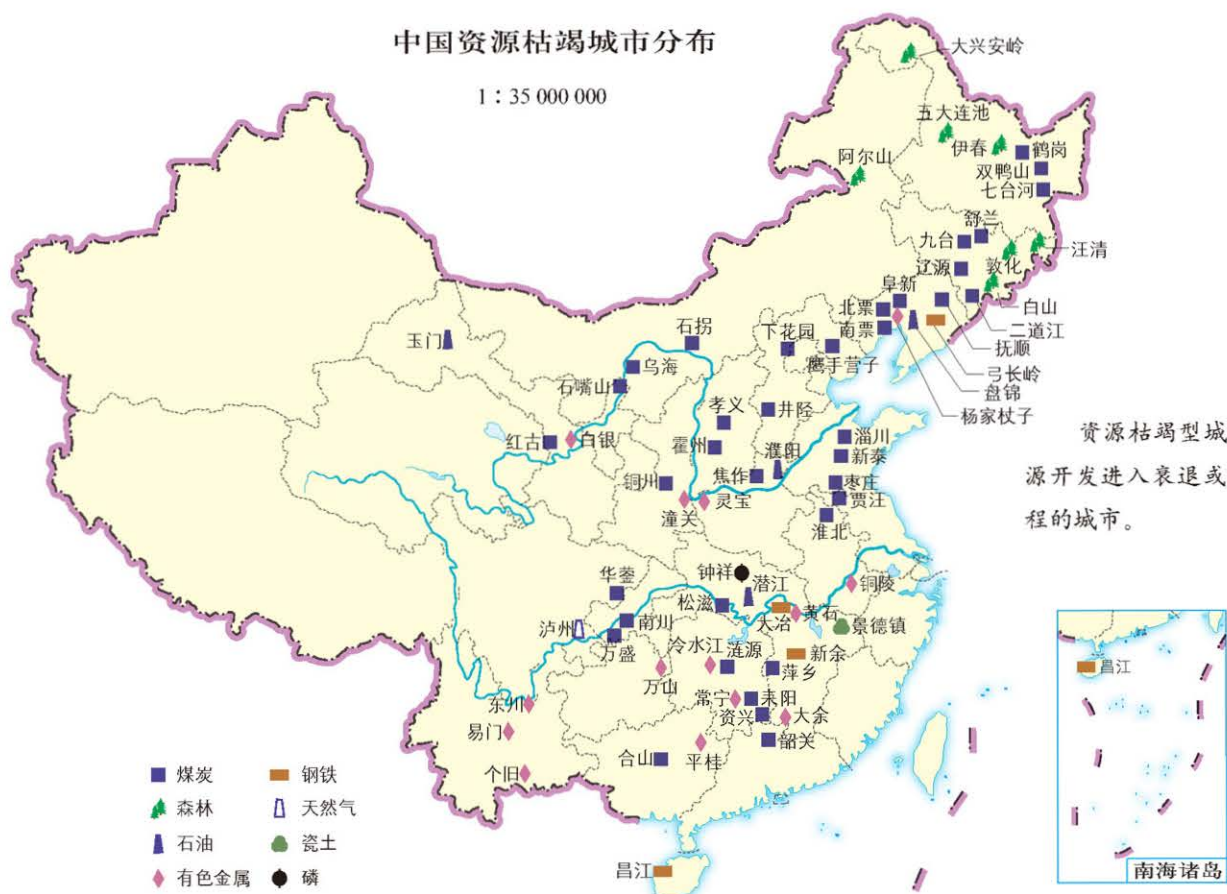 中国资源枯竭城市分布
1：35 000 000
大兴安岭
五大连池
伊春
鹤岗
双鸭山
七台河
阿尔山
舒兰
九台
汪清
辽源
敦化
阜新
白山
北票
二道江
南票
抚顺
弓长岭
盘锦
杨家杖子
石拐
下花园
鹰手营子
玉门
乌海
石嘴山
孝义
井陉
红古
白银
霍州
濮阳
淄川
新泰
焦作
枣庄
铜州
贾汪
潼关
灵宝
淮北
资源枯竭型城
源开发进入衰退或
程的城市。
钟祥
潜江
铜陵
华蓥
松滋
大冶
黄石
景德镇
泸州
南川
万盛
冷水江
涟源
新余
萍乡
万山
常宁
耒阳
东川
资兴
大余
易门
韶关
合山
平桂
个旧
昌江
煤炭
钢铁
森林
天然气
石油
瓷土
有色金属
磷
昌江
南海诸岛